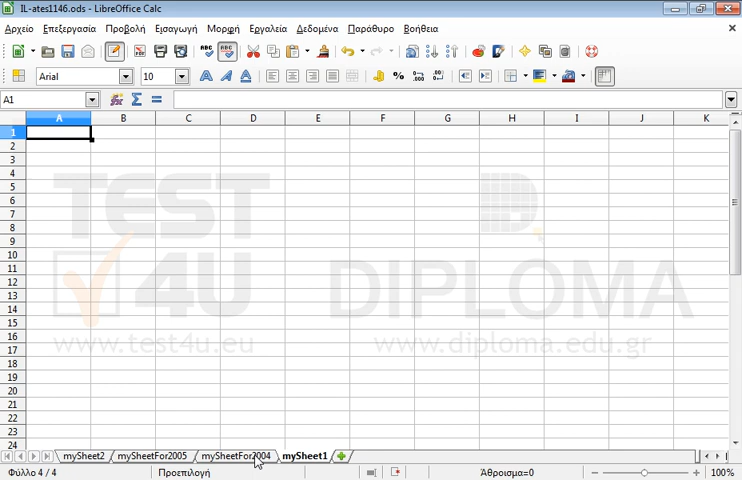 IL-ates1146.ods - LibreOffice Calc
Αρχείο Επεξεργασία Προβολή Εισαγωγή Μορφή Εργαλεία Δεδομένα Παράθυρο Βοήθεια
Arial 10
A1
A B C D E F G H I J K
1
2
3
4
5
6
7
8
9
10
11
12
13
14
15
16
17
18
19
20
21
22
23
24
TEST 4U
DIPLOMA
www.test4u.eu www.diploma.edu.gr
mySheet2 mySheetFor2005 mySheetFor2004 mySheet1
Φύλλο 4 / 4 Προεπιλογή Άθροισμα=0